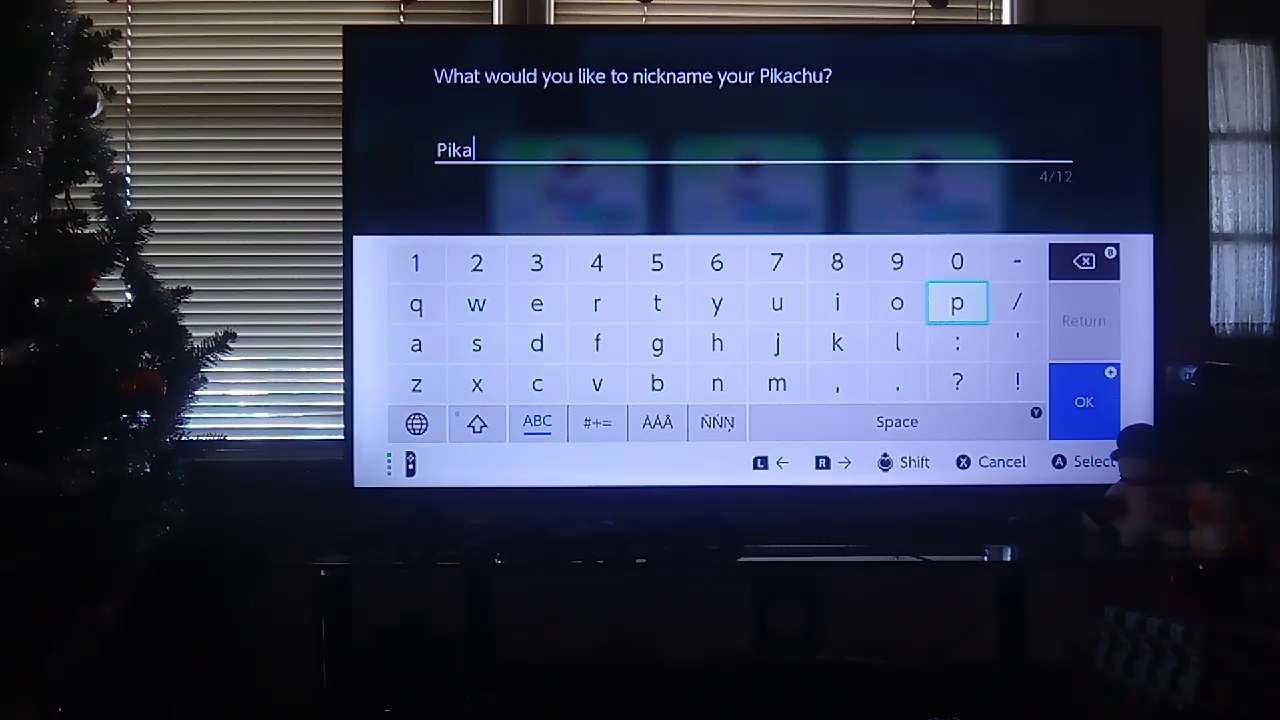 What would you like to nickname your Pikachu?
Pika
4/12
1 2 3 4 5 6 7 8 9 0 -
q w e r t y u i o p / Return
a s d f g h j k l : '
z x c v b n m , . ? ! OK
ABC #+= ÀÁÂ ŇŃŅ Space Y
L ← R → Shift X Cancel A Select